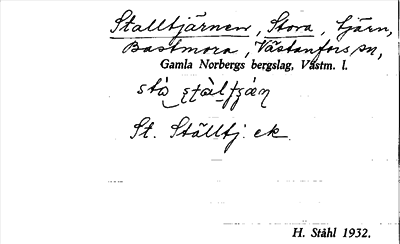 Stalltjärnen, Stora, tjärn,
Bastmora, Västanfors sn,
Gamla Norbergs bergslag, Västm. l.
St. Ställtj. ek.
H. Ståhl 1932.